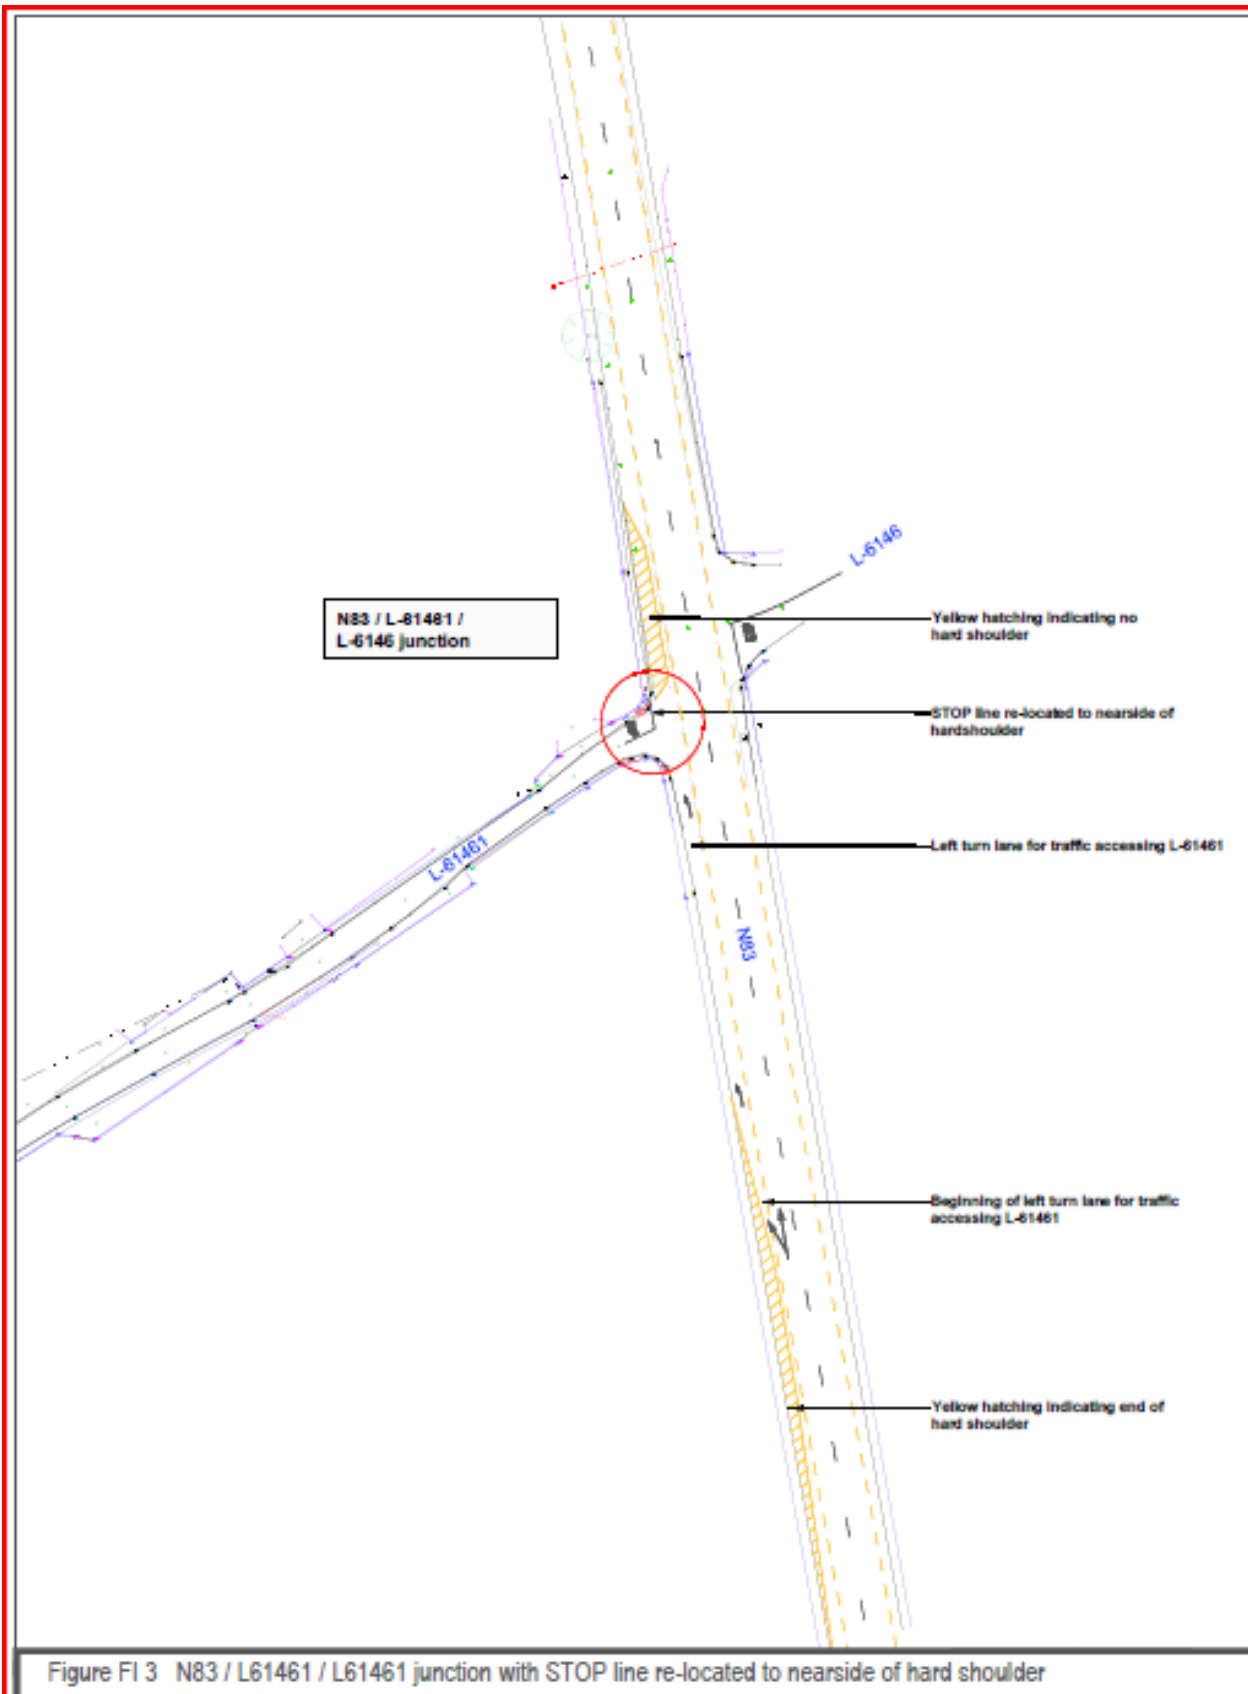 L-6146
N83 / L-61461 /
L-6146 junction
Yellow hatching indicating no
hard shoulder
STOP line re-located to nearside of
hardshoulder
Left turn lane for traffic accessing L-61461
L-61461
N83
Beginning of left turn lane for traffic
accessing L-61461
Yellow hatching indicating end of
hard shoulder
Figure FI 3 N83 / L61461 / L61461 junction with STOP line re-located to nearside of hard shoulder